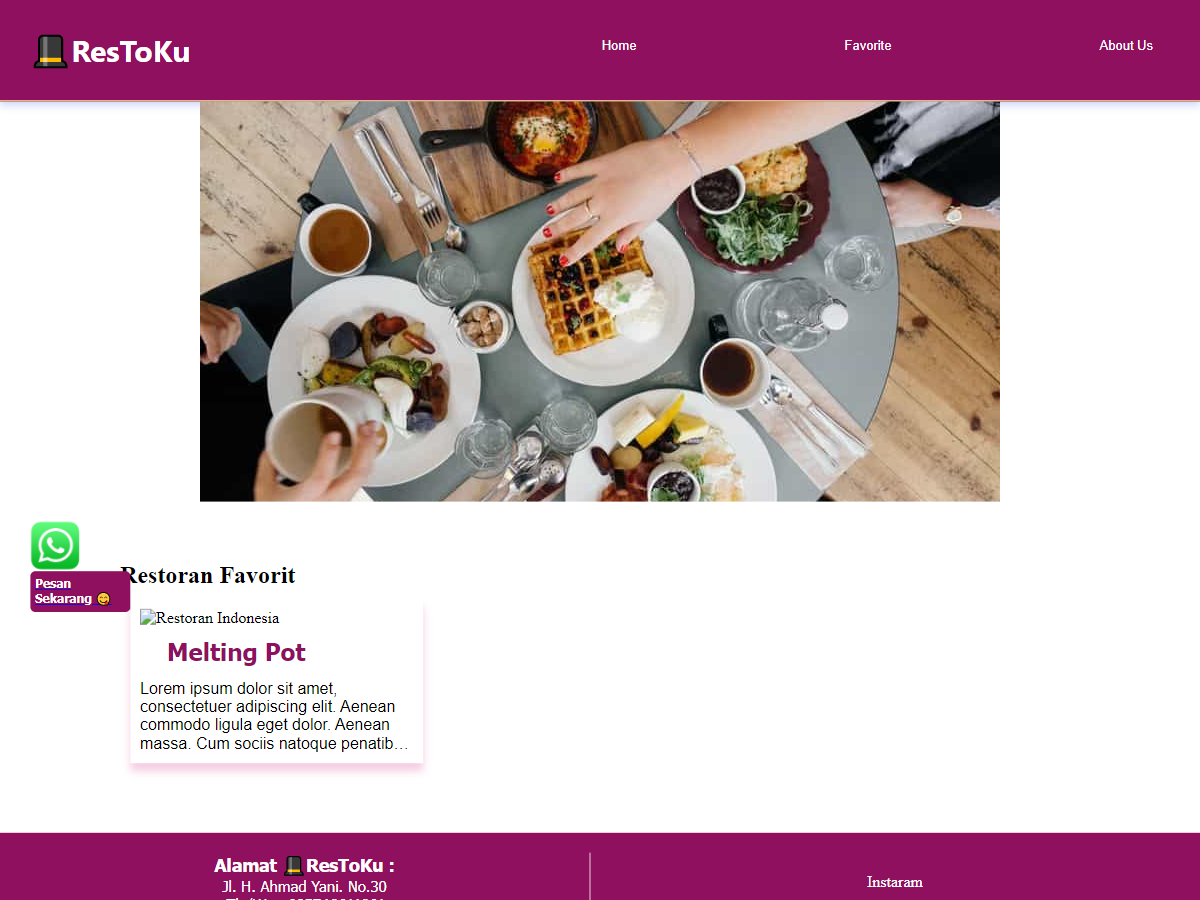 🎩ResToKu
Home
Favorite
About Us
Restoran Favorit
Pesan
Sekarang 😋
Restoran Indonesia
Melting Pot
Lorem ipsum dolor sit amet,
consectetuer adipiscing elit. Aenean
commodo ligula eget dolor. Aenean
massa. Cum sociis natoque penatib…
Alamat 🎩ResToKu :
Jl. H. Ahmad Yani. No.30
Instaram